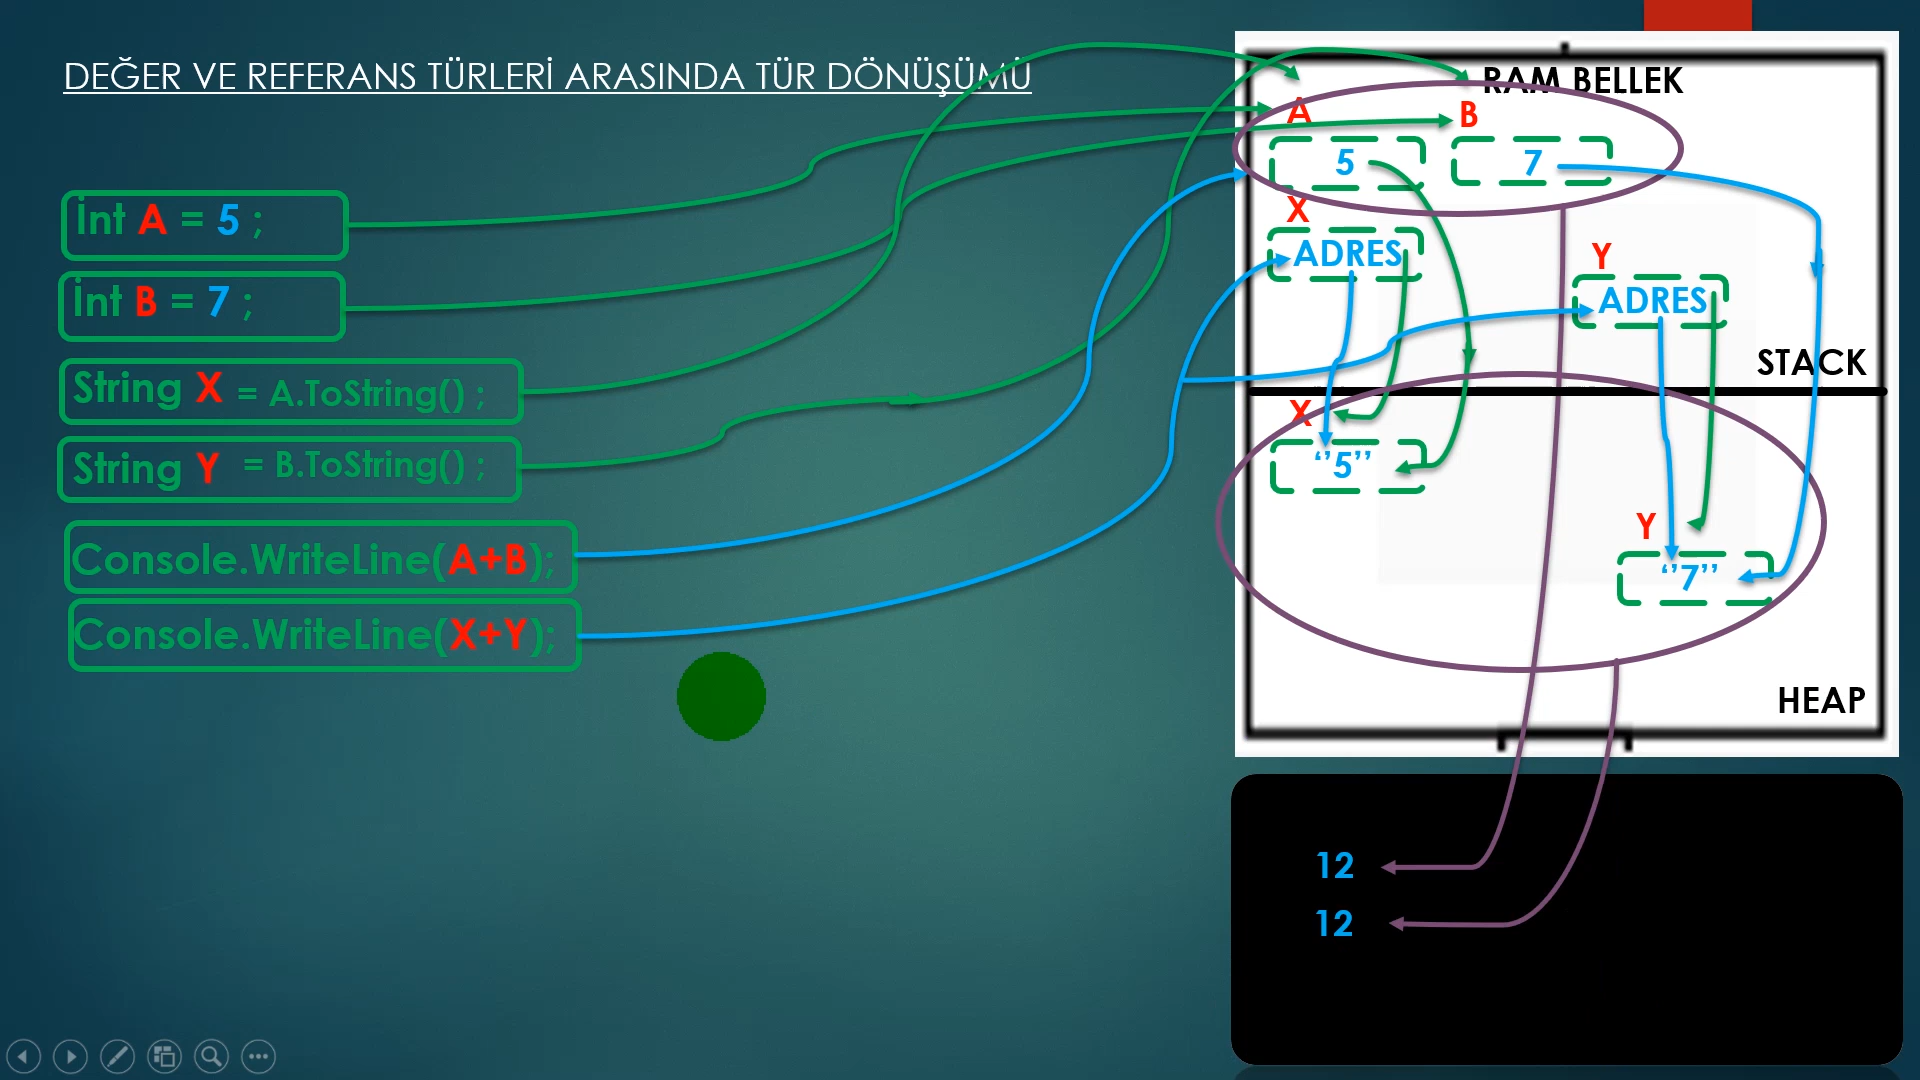 DEĞER VE REFERANS TÜRLERİ ARASINDA TÜR DÖNÜŞÜMÜ
İnt A = 5 ;
İnt B = 7 ;
String X = A.ToString() ;
String Y = B.ToString() ;
Console.WriteLine(A+B);
Console.WriteLine(X+Y);
RAM BELLEK
A
B
5
7
X
ADRES
Y
ADRES
STACK
X
‘’5’’
Y
‘’7’’
HEAP
12
12